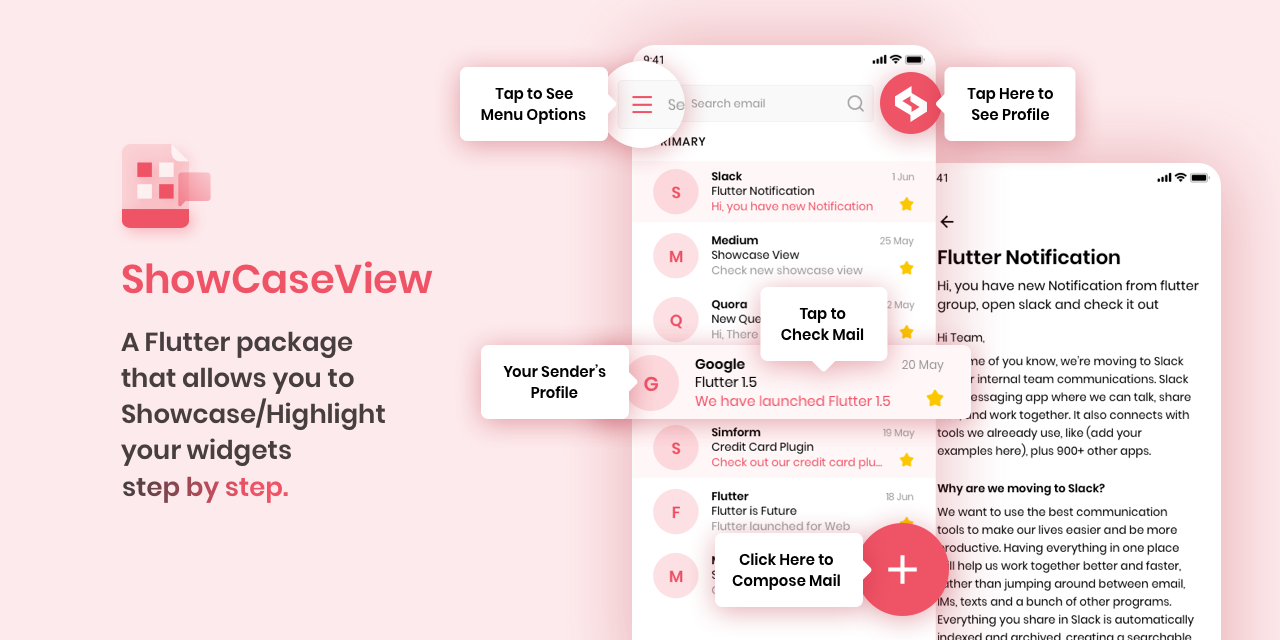 ShowCaseView
A Flutter package
that allows you to
Showcase/Highlight
your widgets
step by step.
9:41
Tap to See
Menu Options
Se
Search email
Tap Here to
See Profile
RIMARY
S
Slack
1 Jun
Flutter Notification
Hi, you have new Notification
M
Medium
25 May
Showcase View
Check new showcase view
Q
Quora
2 May
New Que
Hi, There
Tap to
Check Mail
Your Sender's
Profile
G
Google
20 May
Flutter 1.5
We have launched Flutter 1.5
S
Simform
19 May
Credit Card Plugin
Check out our credit card plu...
F
Flutter
18 Jun
Flutter is Future
Flutter launched for Web
M
Click Here to
Compose Mail
41
Flutter Notification
Hi, you have new Notification from flutter
group, open slack and check it out
Hi Team,
me of you know, we're moving to Slack
r internal team communications. Slack
essaging app where we can talk, share
and work together. It also connects with
tools we alreaedy use, like (add your
examples here), plus 900+ other apps.
Why are we moving to Slack?
We want to use the best communication
tools to make our lives easier and be more
productive. Having everything in one place
will help us work together better and faster,
rather than jumping around between email,
IMs, texts and a bunch of other programs.
Everything you share in Slack is automatically
indexed and archived, creating a searchable